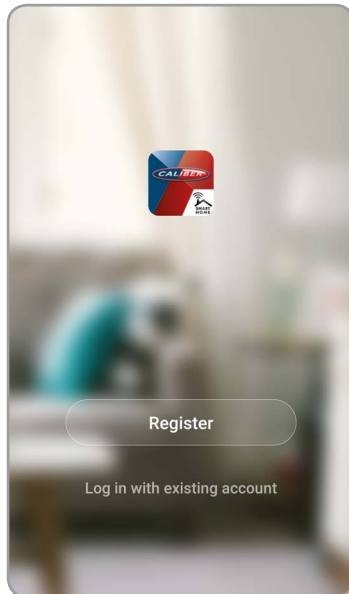 CALIBER
SMART
HOME
Register
Log in with existing account